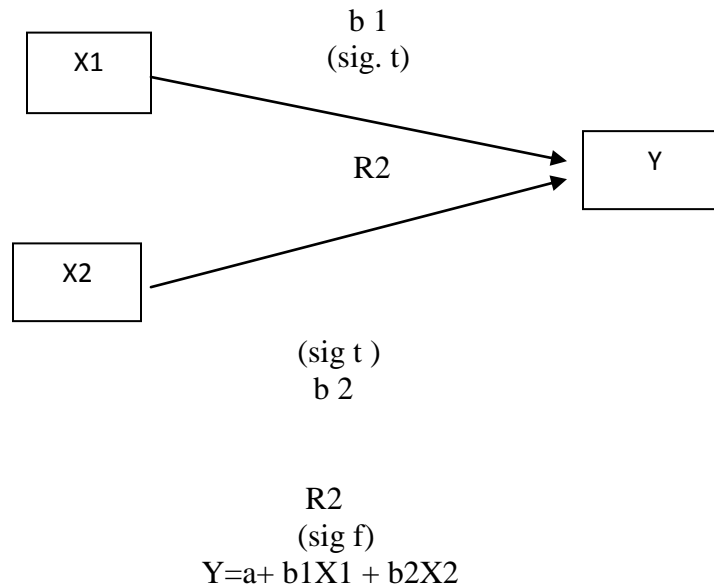 b 1
(sig. t)
X1
R2
Y
X2
(sig t )
b 2
R2
(sig f)
Y=a+ b1X1 + b2X2